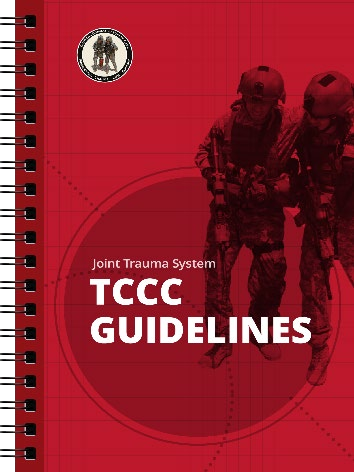 Joint Trauma System
TCCC
GUIDELINES